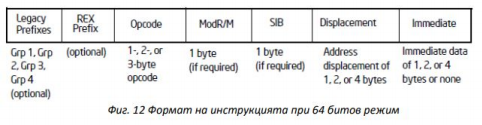 Legacy Prefixes
REX Prefix
Opcode
ModR/M
SIB
Displacement
Immediate
Grp 1, Grp 2, Grp 3, Grp 4 (optional)
(optional)
1-, 2-, or 3-byte opcode
1 byte (if required)
1 byte (if required)
Address displacement of 1, 2, or 4 bytes
Immediate data of 1, 2, or 4 bytes or none
Фиг. 12 Формат на инструкцията при 64 битов режим